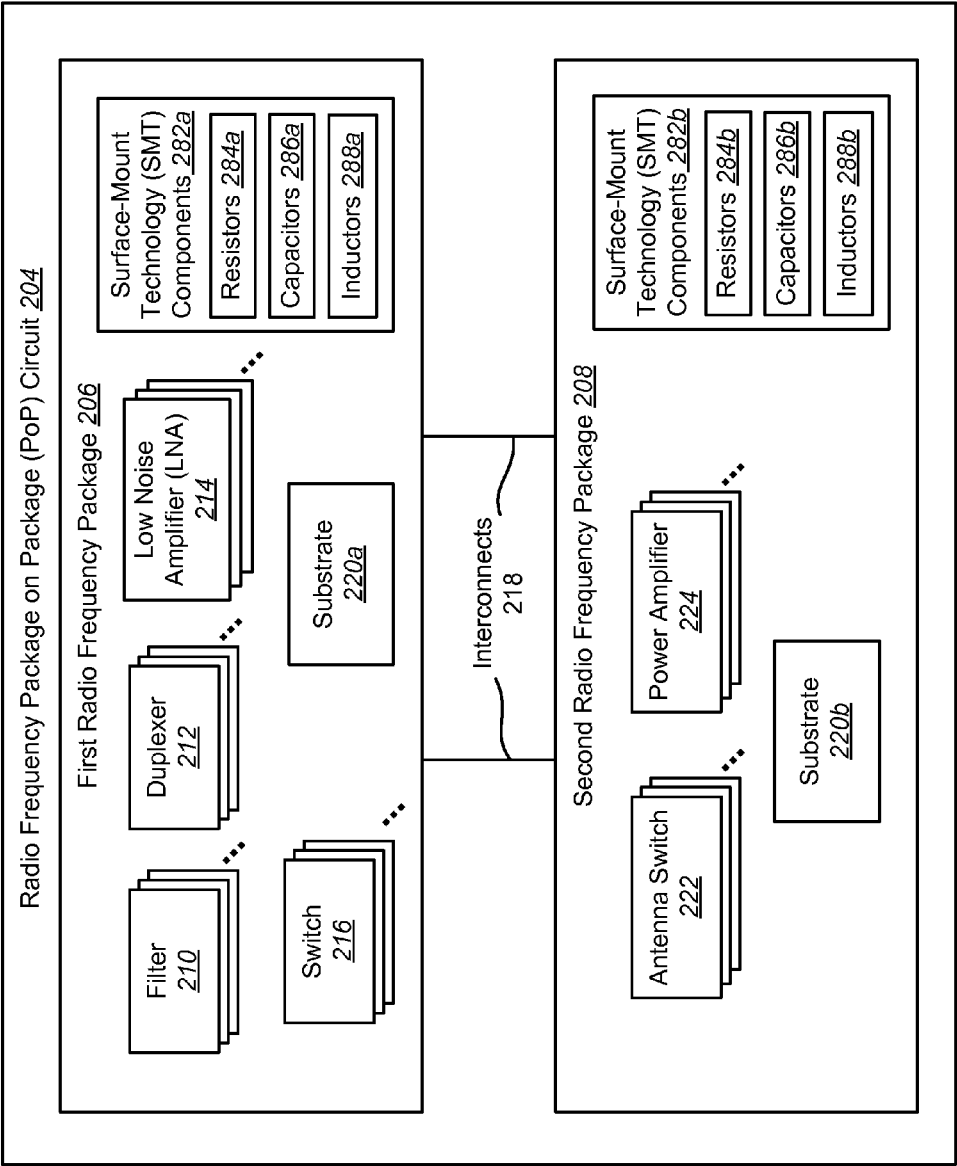 Radio Frequency Package on Package (PoP) Circuit 204
First Radio Frequency Package 206
Filter
210
Duplexer
212
Low Noise
Amplifier (LNA)
214
Switch
216
Substrate
220a
Surface-Mount
Technology (SMT)
Components 282a
Resistors 284a
Capacitors 286a
Inductors 288a
Interconnects
218
Second Radio Frequency Package 208
Antenna Switch
222
Power Amplifier
224
Substrate
220b
Surface-Mount
Technology (SMT)
Components 282b
Resistors 284b
Capacitors 286b
Inductors 288b